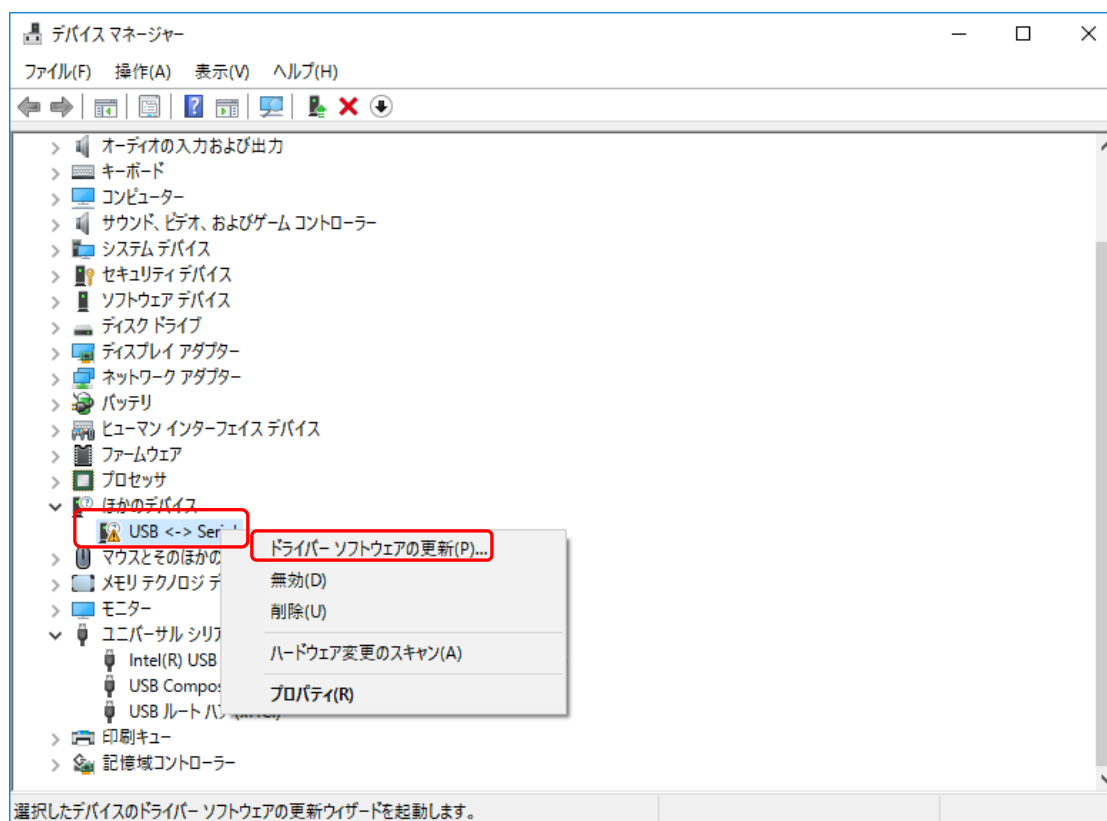 デバイス マネージャー
ファイル(F) 操作(A) 表示(V) ヘルプ(H)
オーディオの入力および出力
キーボード
コンピューター
サウンド、ビデオ、およびゲーム コントローラー
システム デバイス
セキュリティ デバイス
ソフトウェア デバイス
ディスク ドライブ
ディスプレイ アダプター
ネットワーク アダプター
バッテリ
ヒューマン インターフェイス デバイス
ファームウェア
プロセッサ
ほかのデバイス
USB <-> Serial
ドライバー ソフトウェアの更新(P)...
マウスとそのほかの
無効(D)
メモリ テクノロジ デ
削除(U)
モニター
ユニバーサル シリア
ハードウェア変更のスキャン(A)
Intel(R) USB
USB Compos
プロパティ(R)
USB ルート ハブ (xHCI)
印刷キュー
記憶域コントローラー
選択したデバイスのドライバー ソフトウェアの更新ウィザードを起動します。